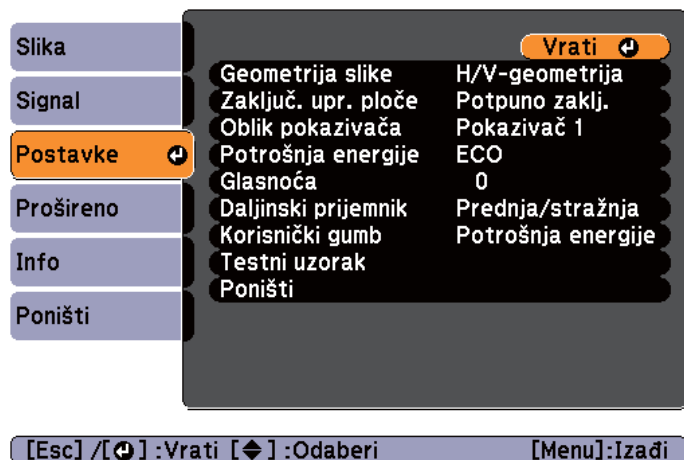 Slika
Signal
Postavke
Prošireno
Info
Poništi
Vrati
Geometrija slike H/V-geometrija
Zaključ. upr. ploče Potpuno zaklj.
Oblik pokazivača Pokazivač 1
Potrošnja energije ECO
Glasnoća 0
Daljinski prijemnik Prednja/stražnja
Korisnički gumb Potrošnja energije
Testni uzorak
Poništi
[Esc] /[⏎] :Vrati [◆] :Odaberi [Menu]:Izađi